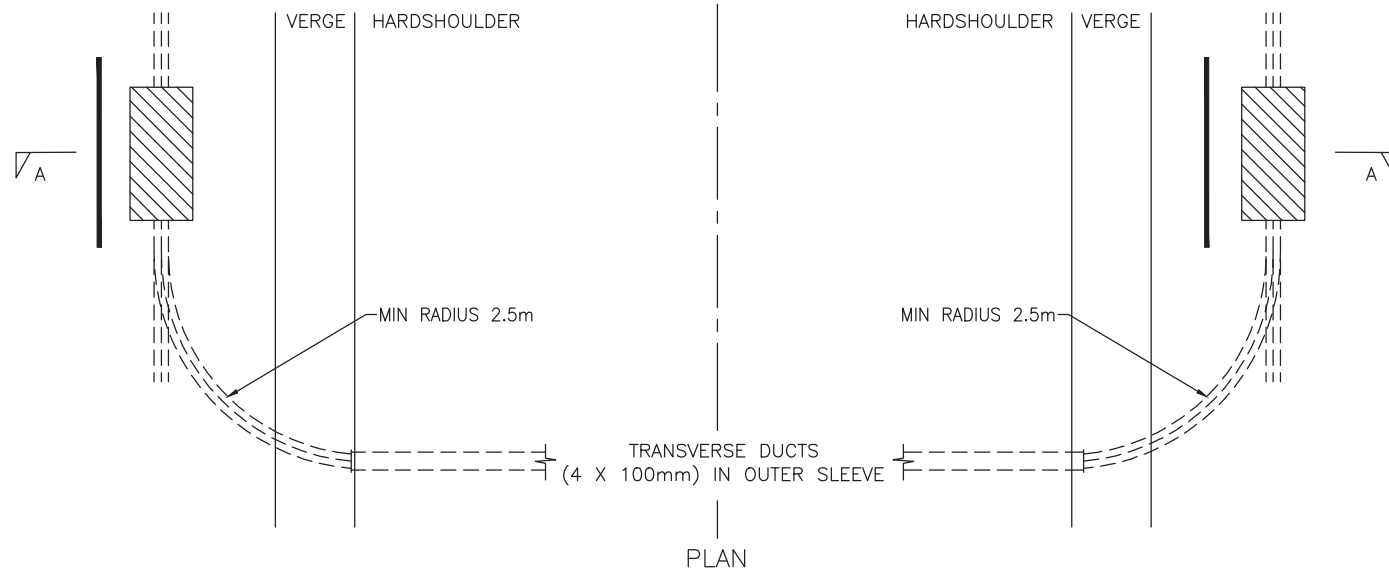 VERGE HARDSHOULDER HARDSHOULDER VERGE
A A
MIN RADIUS 2.5m MIN RADIUS 2.5m
TRANSVERSE DUCTS
(4 X 100mm) IN OUTER SLEEVE
PLAN